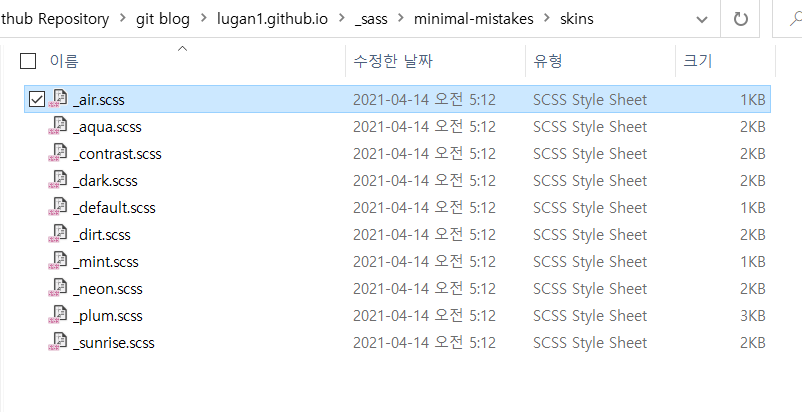 thub Repository > git blog > lugan1.github.io > _sass > minimal-mistakes > skins
이름 수정한 날짜 유형 크기
_air.scss 2021-04-14 오전 5:12 SCSS Style Sheet 1KB
_aqua.scss 2021-04-14 오전 5:12 SCSS Style Sheet 2KB
_contrast.scss 2021-04-14 오전 5:12 SCSS Style Sheet 2KB
_dark.scss 2021-04-14 오전 5:12 SCSS Style Sheet 2KB
_default.scss 2021-04-14 오전 5:12 SCSS Style Sheet 1KB
_dirt.scss 2021-04-14 오전 5:12 SCSS Style Sheet 2KB
_mint.scss 2021-04-14 오전 5:12 SCSS Style Sheet 1KB
_neon.scss 2021-04-14 오전 5:12 SCSS Style Sheet 2KB
_plum.scss 2021-04-14 오전 5:12 SCSS Style Sheet 3KB
_sunrise.scss 2021-04-14 오전 5:12 SCSS Style Sheet 2KB